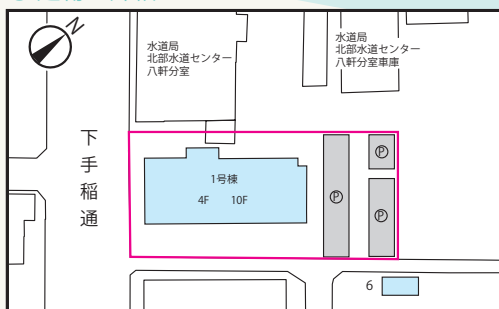 N
水道局
北部水道センター
八軒分室
水道局
北部水道センター
八軒分室車庫
下手稲通
1号棟
4F 10F
P
P
P
6